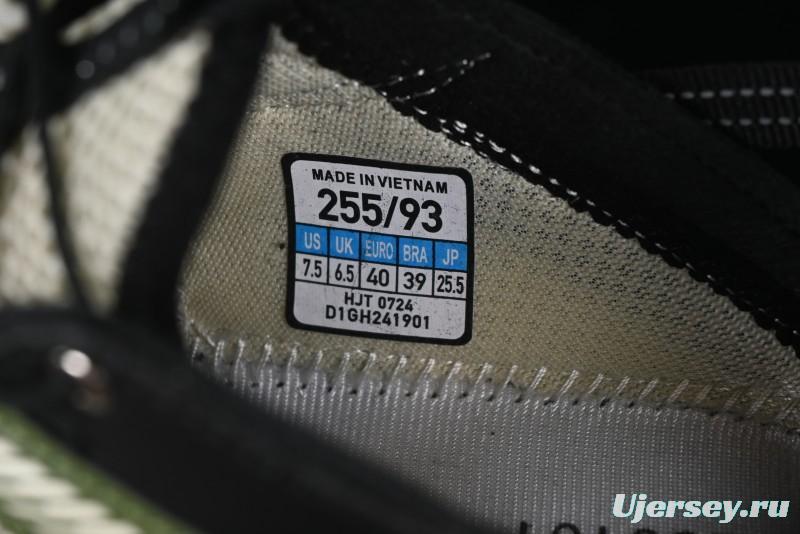 MADE IN VIETNAM
255/93
US UK EURO BRA JP
7.5 6.5 40 39 25.5
HJT 0724
D1GH241901
Ujersey.ru